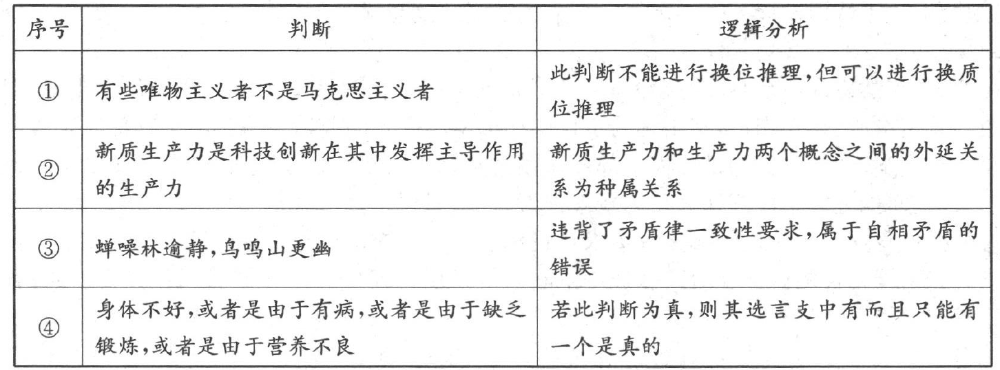 序号 判断 逻辑分析
① 有些唯物主义者不是马克思主义者 此判断不能进行换位推理,但可以进行换质
位推理
② 新质生产力是科技创新在其中发挥主导作用
的生产力 新质生产力和生产力两个概念之间的外延关
系为种属关系
③ 蝉噪林逾静,鸟鸣山更幽 违背了矛盾律一致性要求,属于自相矛盾的
错误
④ 身体不好,或者是由于有病,或者是由于缺乏
锻炼,或者是由于营养不良 若此判断为真,则其选言支中有而且只能有
一个是真的